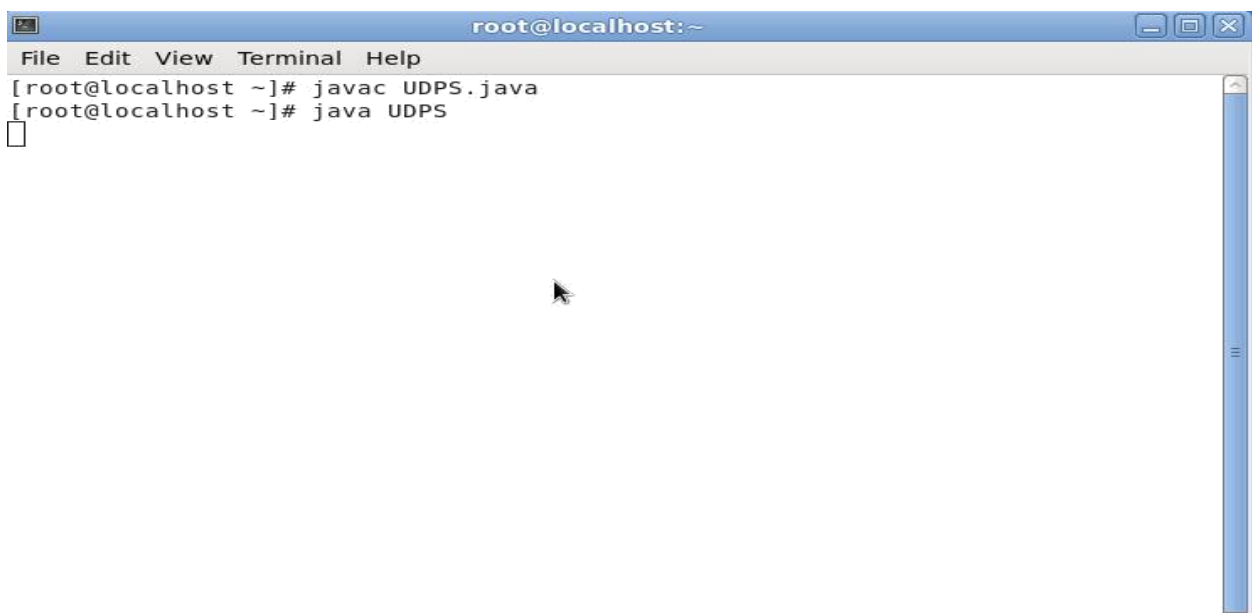 root@localhost:~
File Edit View Terminal Help
[root@localhost ~]# javac UDPS.java
[root@localhost ~]# java UDPS